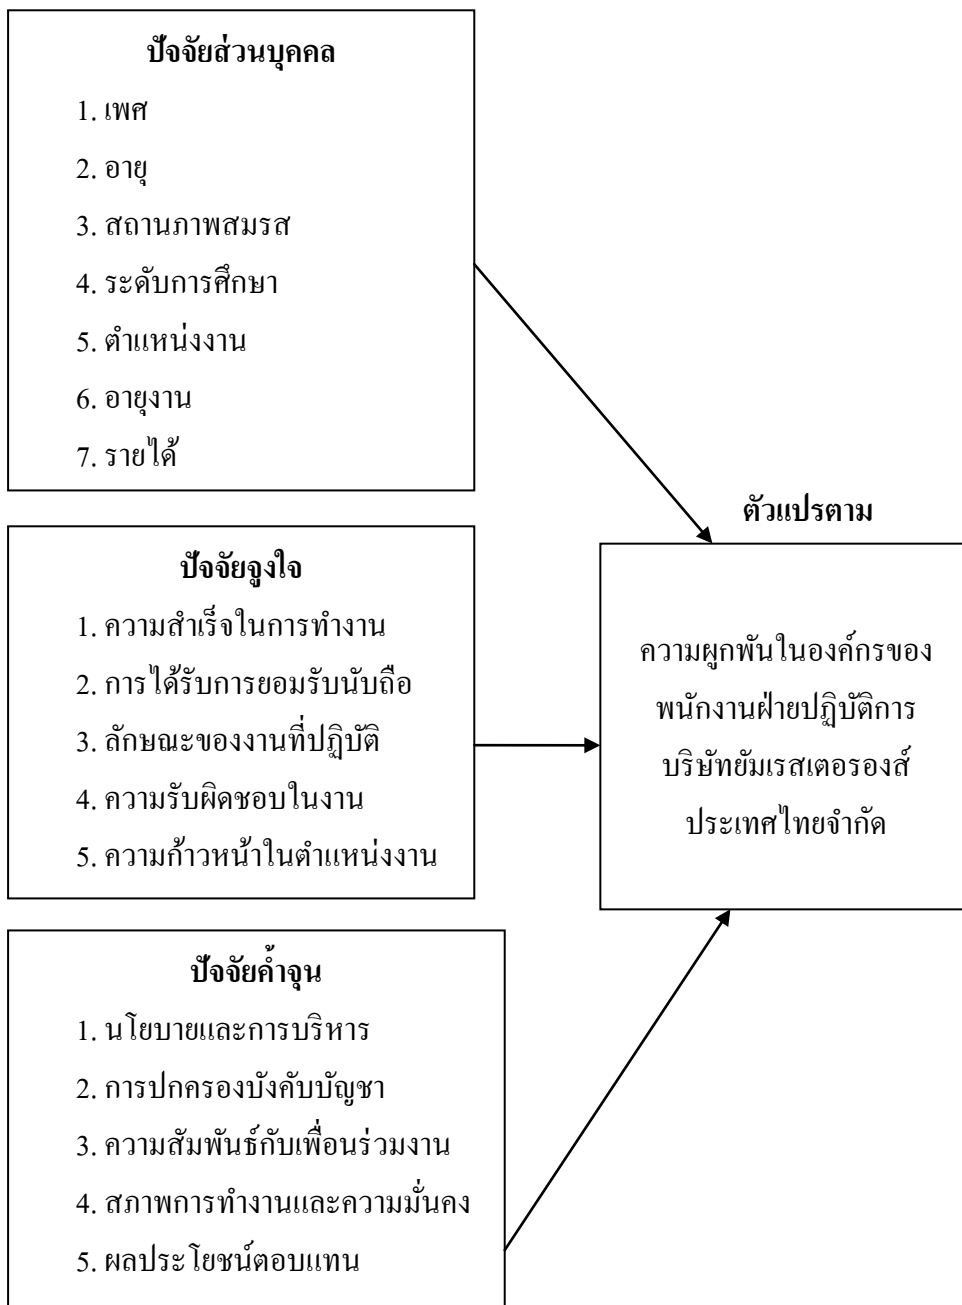 ปัจจัยส่วนบุคคล
1. เพศ
2. อายุ
3. สถานภาพสมรส
4. ระดับการศึกษา
5. ตำแหน่งงาน
6. อายุงาน
7. รายได้
ปัจจัยจูงใจ
1. ความสำเร็จในการทำงาน
2. การได้รับการยอมรับนับถือ
3. ลักษณะของงานที่ปฏิบัติ
4. ความรับผิดชอบในงาน
5. ความก้าวหน้าในตำแหน่งงาน
ปัจจัยค้ำจุน
1. นโยบายและการบริหาร
2. การปกครองบังคับบัญชา
3. ความสัมพันธ์กับเพื่อนร่วมงาน
4. สภาพการทำงานและความมั่นคง
5. ผลประโยชน์ตอบแทน
ตัวแปรตาม
ความผูกพันในองค์กรของ
พนักงานฝ่ายปฏิบัติการ
บริษัทยัมเรสเตอรองส์
ประเทศไทยจำกัด